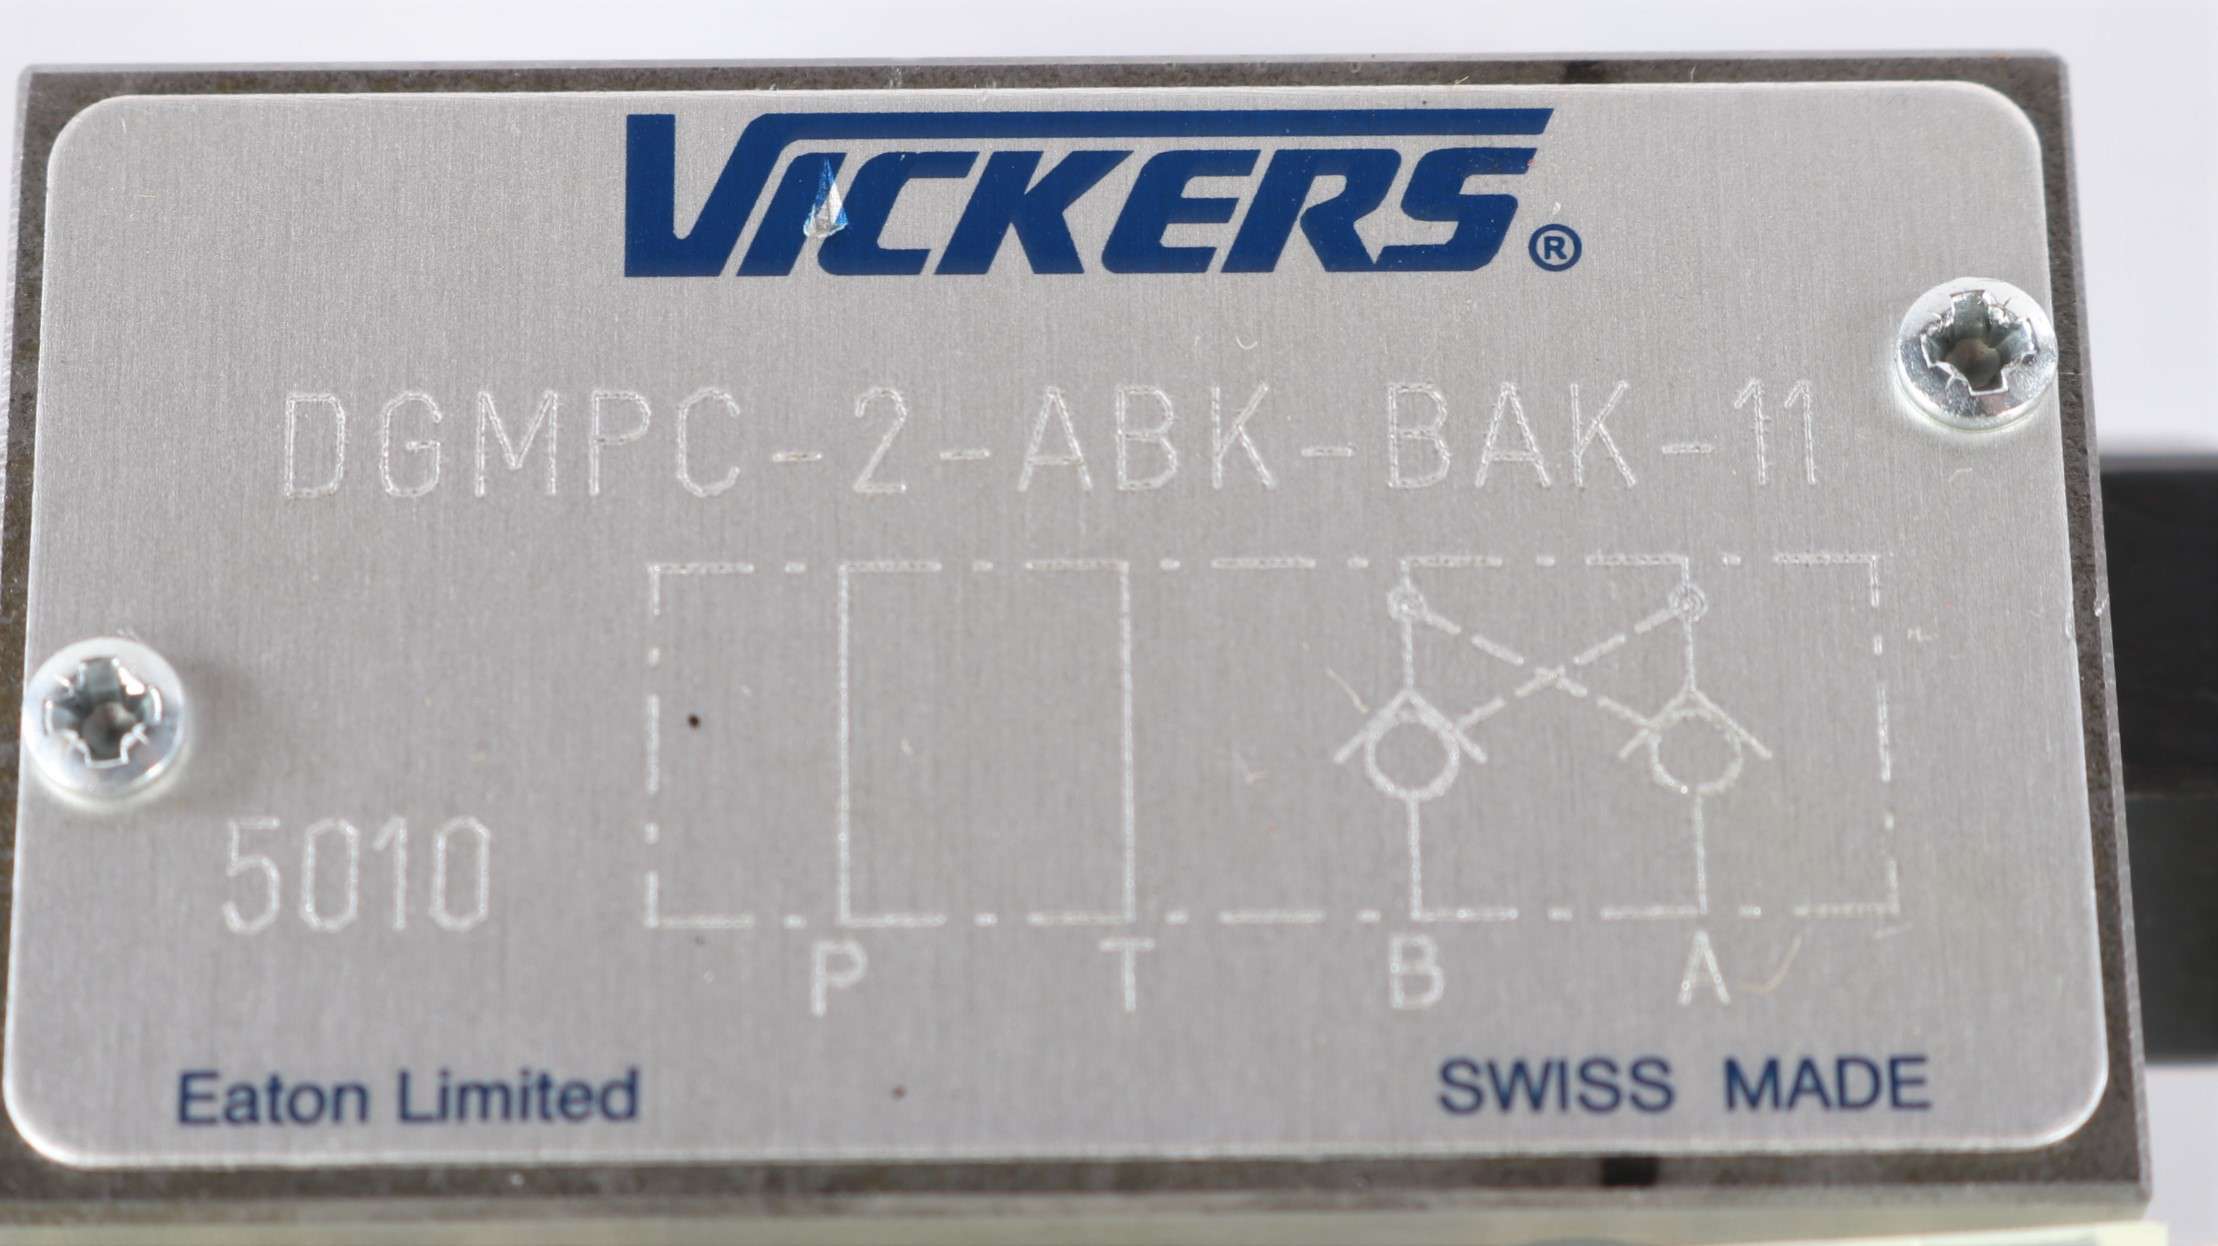 VICKERS®
DGMPC-2-ABK-BAK-11
5010
P T B A
Eaton Limited SWISS MADE